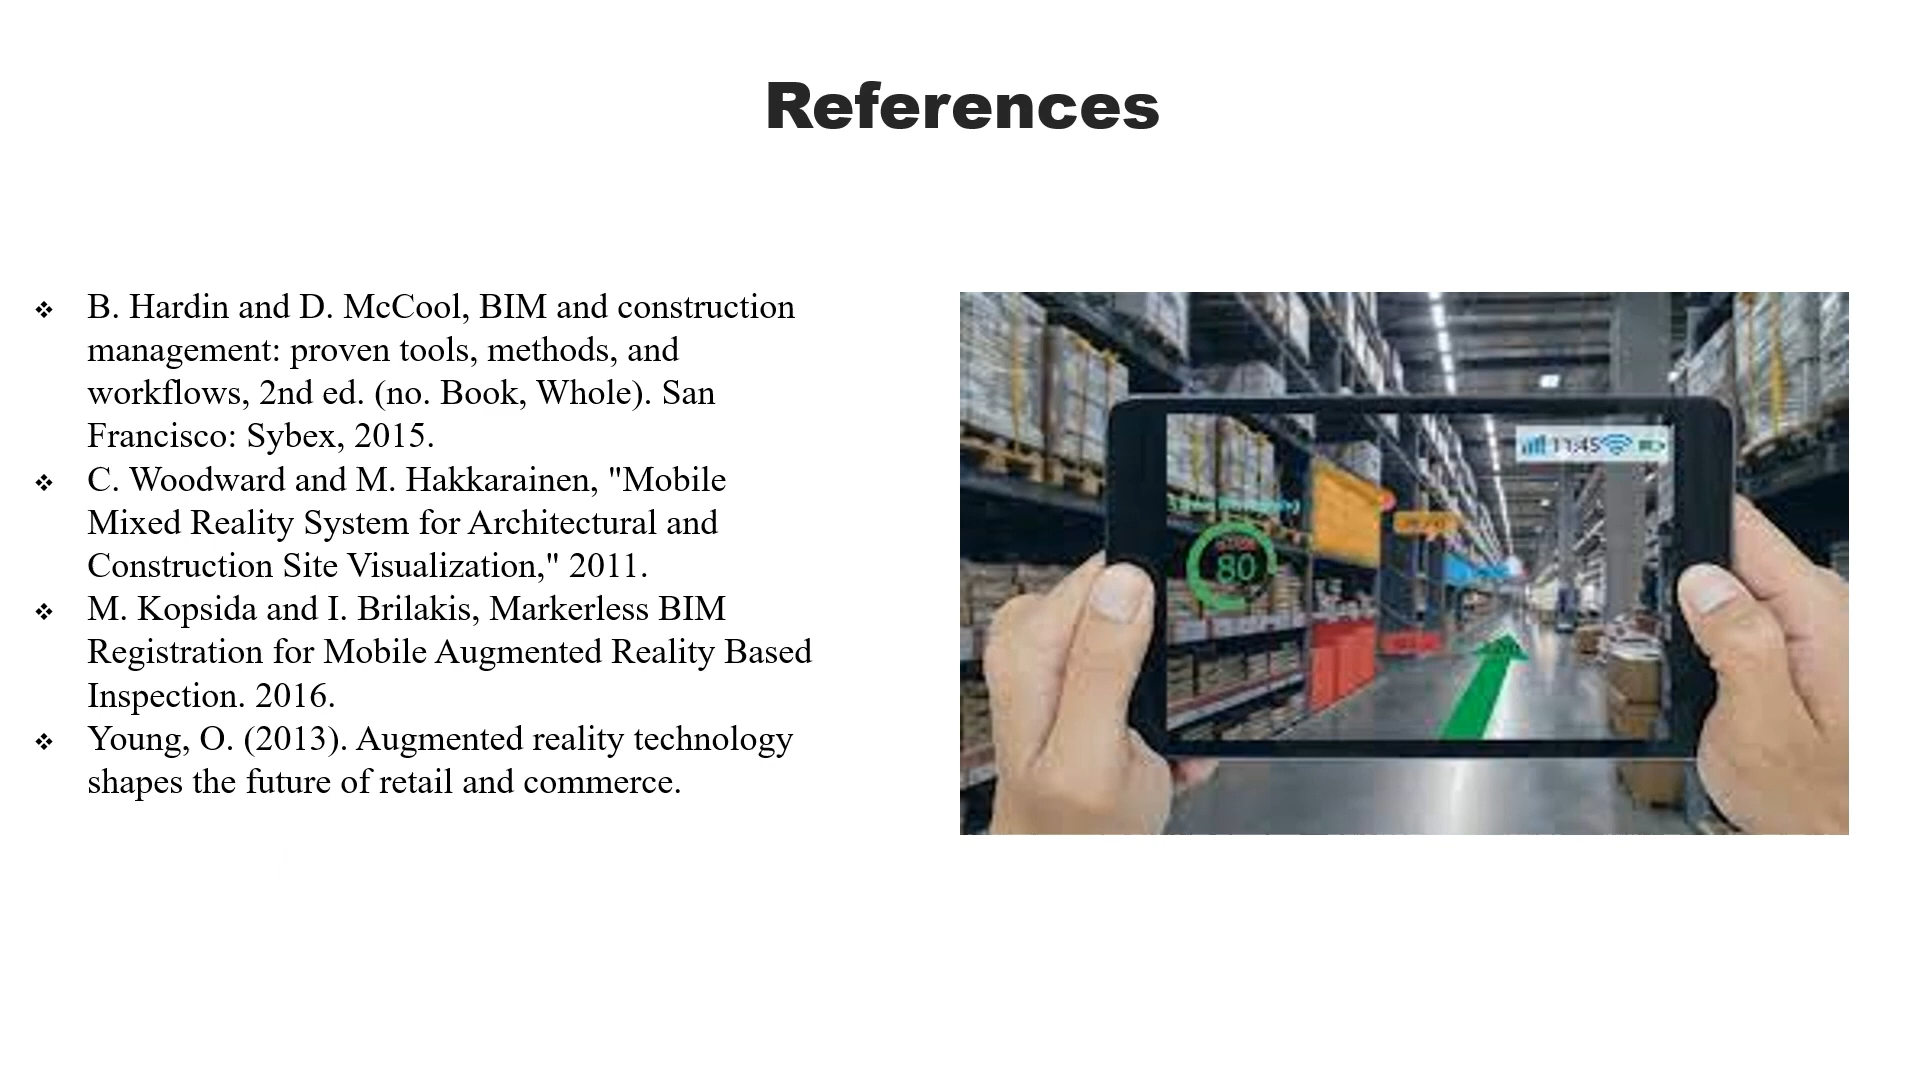 References
❖ B. Hardin and D. McCool, BIM and construction
management: proven tools, methods, and
workflows, 2nd ed. (no. Book, Whole). San
Francisco: Sybex, 2015.
❖ C. Woodward and M. Hakkarainen, "Mobile
Mixed Reality System for Architectural and
Construction Site Visualization," 2011.
❖ M. Kopsida and I. Brilakis, Markerless BIM
Registration for Mobile Augmented Reality Based
Inspection. 2016.
❖ Young, O. (2013). Augmented reality technology
shapes the future of retail and commerce.
11:45
80